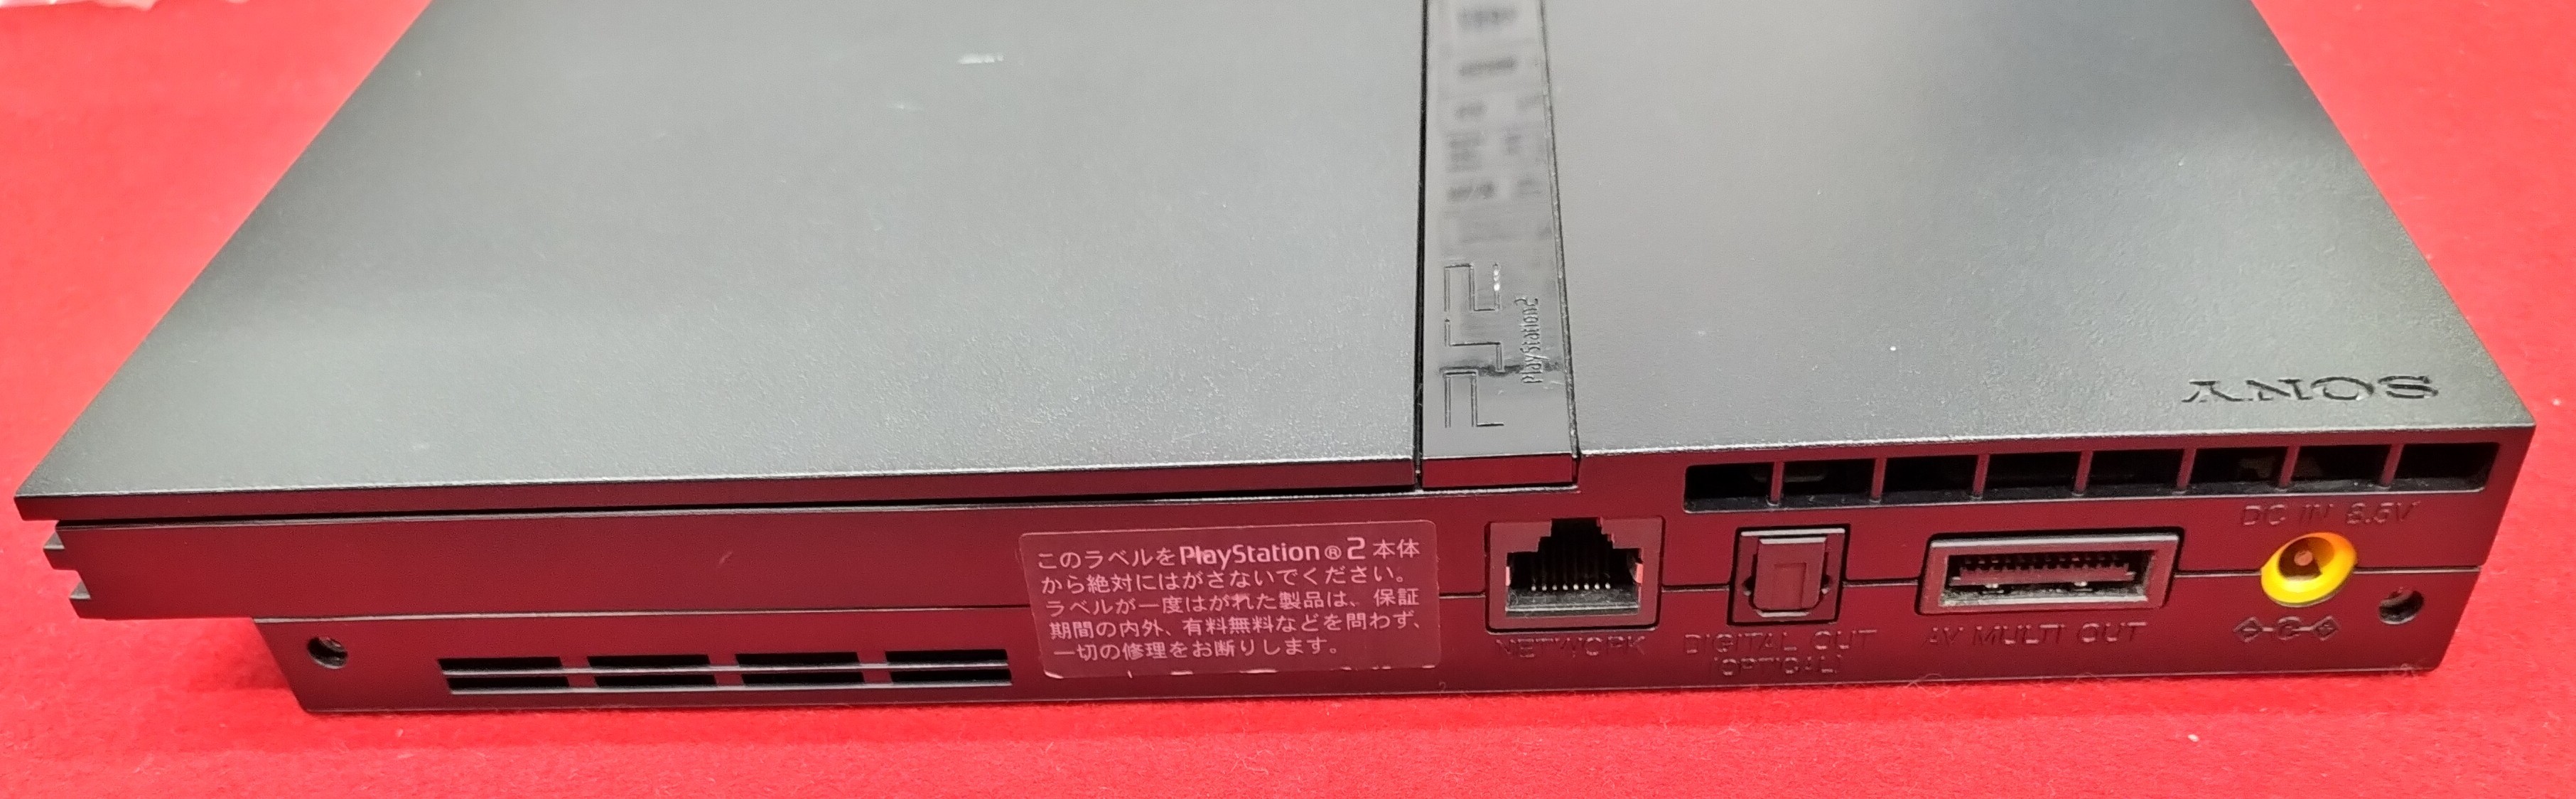 PS2
PlayStation2
SONY
DC IN 8.5V
このラベルをPlayStation®2本体
から絶対にはがさないでください。
ラベルが一度はがれた製品は、保証
期間の内外、有料無料などを問わず、
一切の修理をお断りします。
NETWORK
DIGITAL OUT
(OPTICAL)
AV MULTI OUT